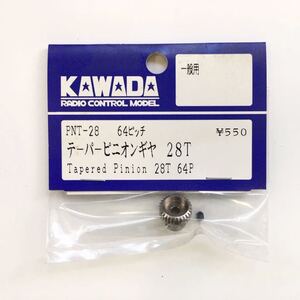 KAWADA
RADIO CONTROL MODEL
一般用
PNT-28 64ピッチ ¥550
テーパーピニオンギヤ 28T
Tapered Pinion 28T 64P